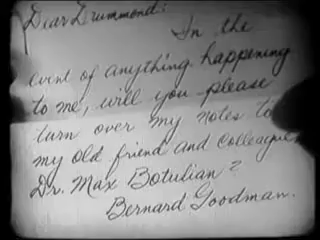 Dear Drummond:
In the
event of anything happening
to me, will you please
turn over my notes to
my old friend and colleague,
Dr. Max Botulian?
Bernard Goodman.